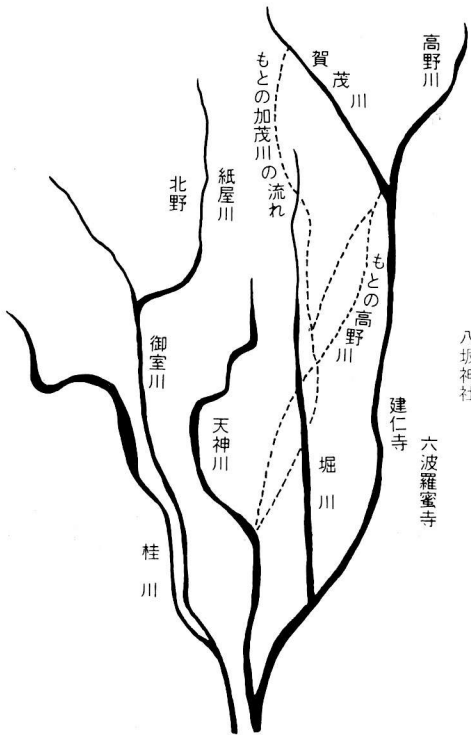 高野川
賀茂川
もとの加茂川の流れ
紙屋川
北野
もとの高野川
御室川
八坂神社
建仁寺
六波羅蜜寺
天神川
堀川
桂川